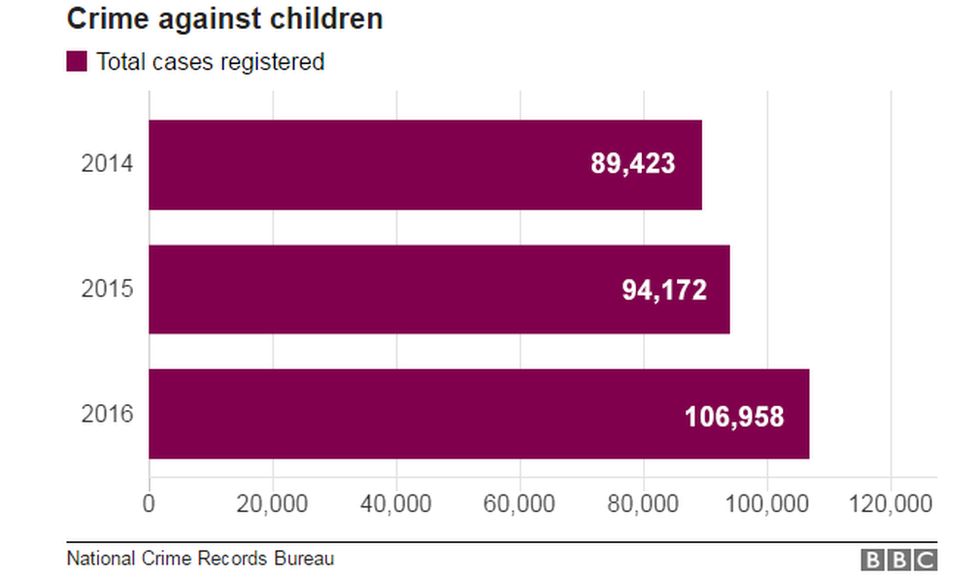 Crime against children
Total cases registered
2014
89,423
2015
94,172
2016
106,958
0 20,000 40,000 60,000 80,000 100,000 120,000
National Crime Records Bureau
BBC